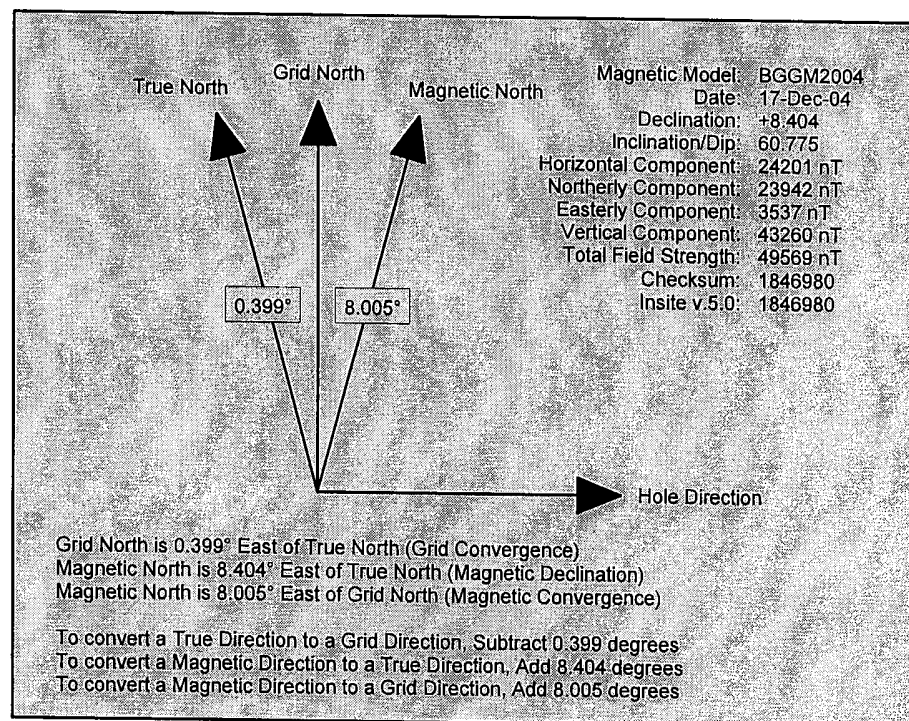 True North
Grid North
Magnetic North
Magnetic Model: BGGM2004
Date: 17-Dec-04
Declination: +8.404
Inclination/Dip: 60.775
Horizontal Component: 24201 nT
Northerly Component: 23942 nT
Easterly Component: 3537 nT
Vertical Component: 43260 nT
Total Field Strength: 49569 nT
Checksum: 1846980
Insite v.5.0: 1846980
0.399°
8.005°
Hole Direction
Grid North is 0.399° East of True North (Grid Convergence)
Magnetic North is 8.404° East of True North (Magnetic Declination)
Magnetic North is 8.005° East of Grid North (Magnetic Convergence)
To convert a True Direction to a Grid Direction, Subtract 0.399 degrees
To convert a Magnetic Direction to a True Direction, Add 8.404 degrees
To convert a Magnetic Direction to a Grid Direction, Add 8.005 degrees